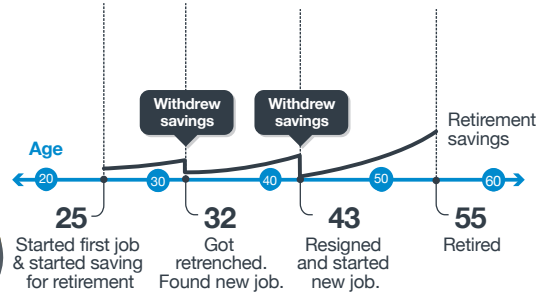 Withdrew
savings
Withdrew
savings
Retirement
savings
Age
20
30
40
50
60
25
Started first job
& started saving
for retirement
32
Got
retrenched.
Found new job.
43
Resigned
and started
new job.
55
Retired